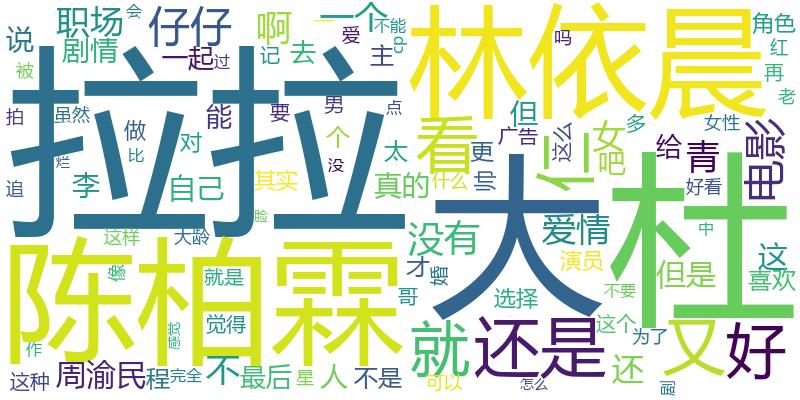 职场
会
仔仔
啊
一个
不能
林依晨
角色
说
剧情
一起
过
记
去
爱
cp
主
吗
红
再
被
拉拉
能
要
男
点
看
但
广告
这么
女
多
女性
老
拍
虽然
做
对
个
吧
给
青
电影
追
烂
比
没
太
更
帅
仁
好看
李
自己
其实
真的
什么
大
杜
脸
这样
大龄
没有
爱情
中
这
陈柏霖
像
就是
才
婚
演员
但是
喜欢
哥
选择
不要
感觉
觉得
就
还是
这个
为了
又
好
作
这种
周渝民
程
完全
不
最后
星
人
不是
可以
怎么
还